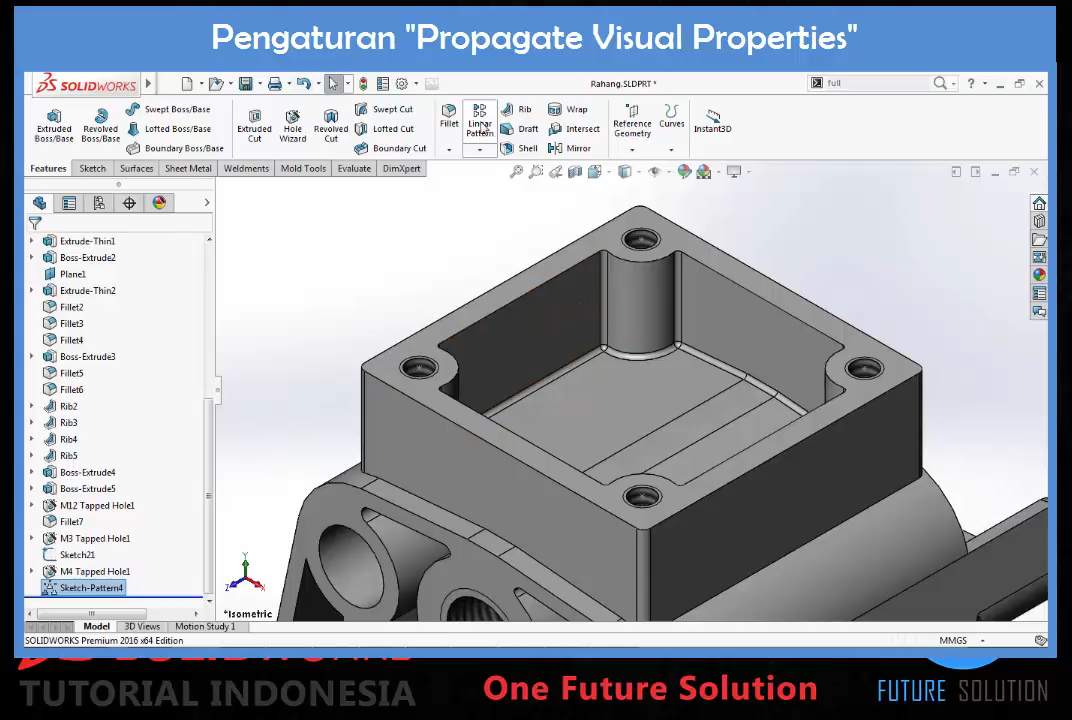 Pengaturan "Propagate Visual Properties"
SOLIDWORKS
Rahang.SLDPRT *
full
Extruded Boss/Base
Revolved Boss/Base
Swept Boss/Base
Lofted Boss/Base
Boundary Boss/Base
Extruded Cut
Hole Wizard
Revolved Cut
Swept Cut
Lofted Cut
Boundary Cut
Fillet
Linear Pattern
Rib
Draft
Shell
Wrap
Intersect
Mirror
Reference Geometry
Curves
Instant3D
Features Sketch Surfaces Sheet Metal Weldments Mold Tools Evaluate DimXpert
Extrude-Thin1
Boss-Extrude2
Plane1
Extrude-Thin2
Fillet2
Fillet3
Fillet4
Boss-Extrude3
Fillet5
Fillet6
Rib2
Rib3
Rib4
Rib5
Boss-Extrude4
Boss-Extrude5
M12 Tapped Hole1
Fillet7
M3 Tapped Hole1
Sketch21
M4 Tapped Hole1
Sketch-Pattern4
Y
Z
X
*Isometric
Model 3D Views Motion Study 1
SOLIDWORKS Premium 2016 x64 Edition
MMGS
SOLIDWORKS
TUTORIAL INDONESIA
One Future Solution
FUTURE SOLUTION